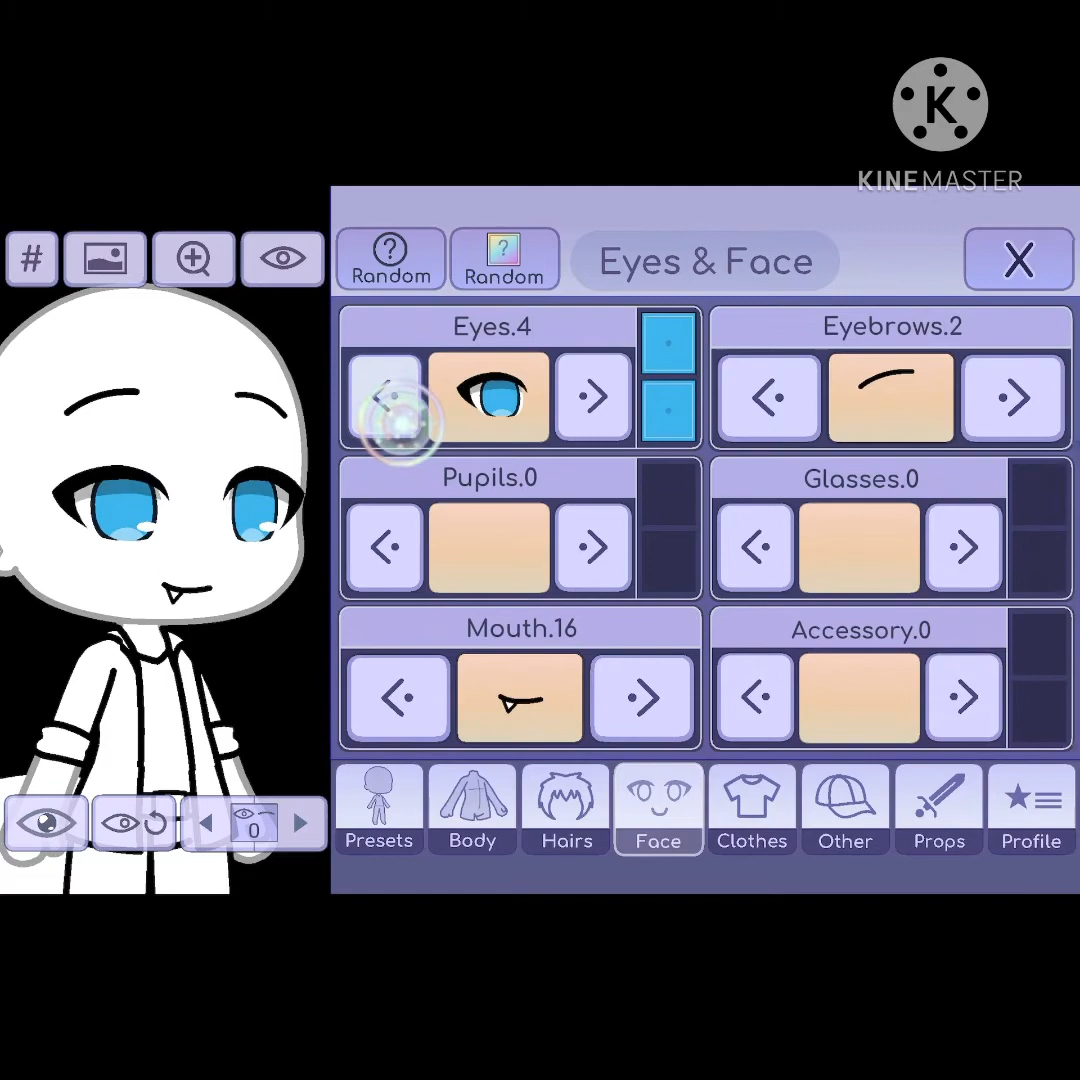 K
KINEMASTER
#
?
Random
?
Random
Eyes & Face
X
Eyes.4
Eyebrows.2
Pupils.0
Glasses.0
Mouth.16
Accessory.0
0
Presets
Body
Hairs
Face
Clothes
Other
Props
Profile